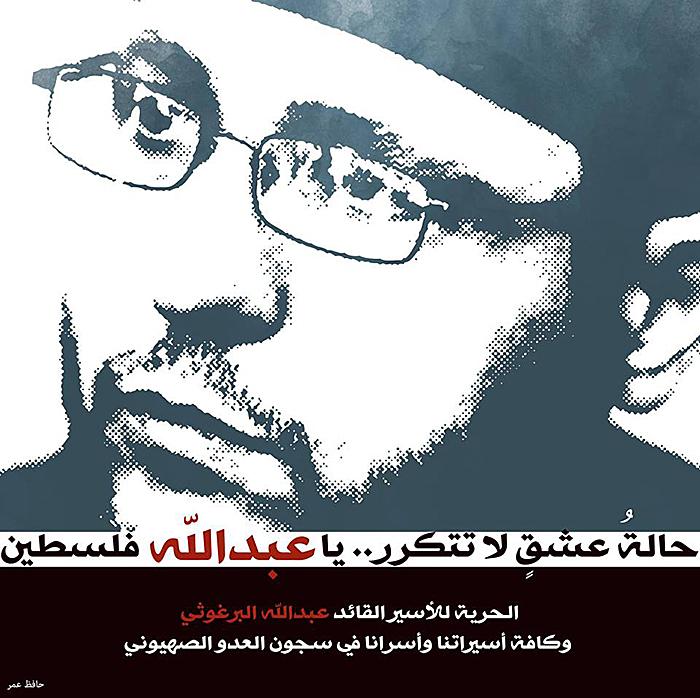 حالةُ عشقٍ لا تتكرر.. يا عبدالله فلسطين
الحرية للأسير القائد عبدالله البرغوثي
وكافة أسيراتنا وأسرانا في سجون العدو الصهيوني
حافظ عمر